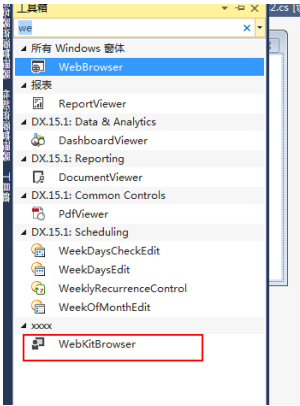 工具箱
2.cs [
we
所有 Windows 窗体
WebBrowser
报表
ReportViewer
DX.15.1: Data & Analytics
DashboardViewer
DX.15.1: Reporting
DocumentViewer
DX.15.1: Common Controls
PdfViewer
DX.15.1: Scheduling
WeekDaysCheckEdit
WeekDaysEdit
WeeklyRecurrenceControl
WeekOfMonthEdit
xxxx
WebKitBrowser